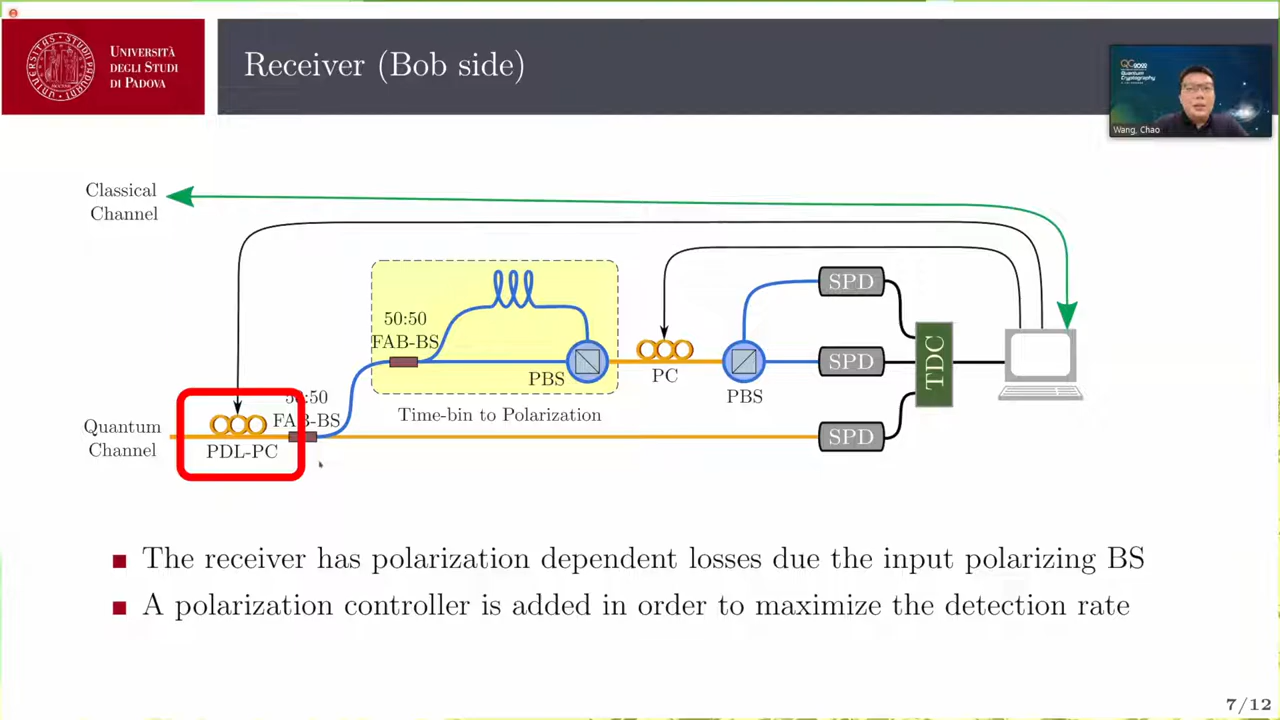 UNIVERSITÀ
DEGLI STUDI
DI PADOVA
Receiver (Bob side)
QC2022
Quantum
Cryptography
Wang, Chao
Classical
Channel
50:50
FAB-BS
PBS
Time-bin to Polarization
PC
PBS
SPD
SPD
SPD
TDC
50:50
FAB-BS
Quantum
Channel
PDL-PC
The receiver has polarization dependent losses due the input polarizing BS
A polarization controller is added in order to maximize the detection rate
7/12